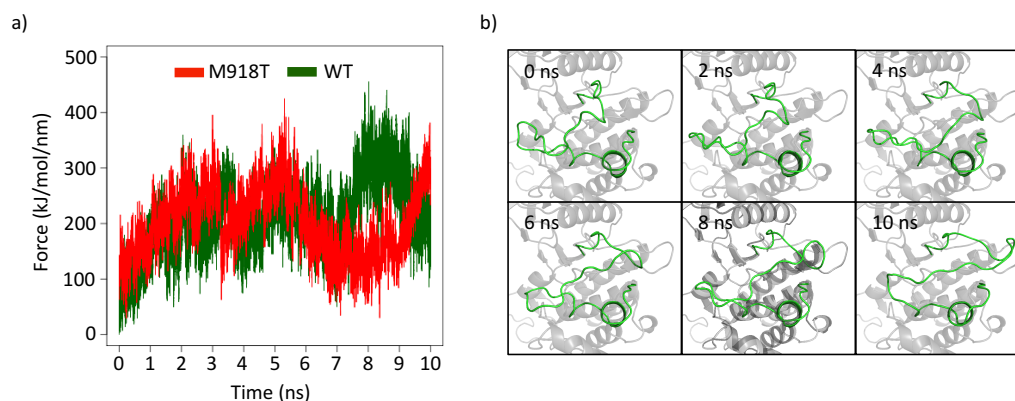 a)
b)
500
400
300
200
100
0
Force (kJ/mol/nm)
M918T
WT
0 1 2 3 4 5 6 7 8 9 10
Time (ns)
0 ns
2 ns
4 ns
6 ns
8 ns
10 ns